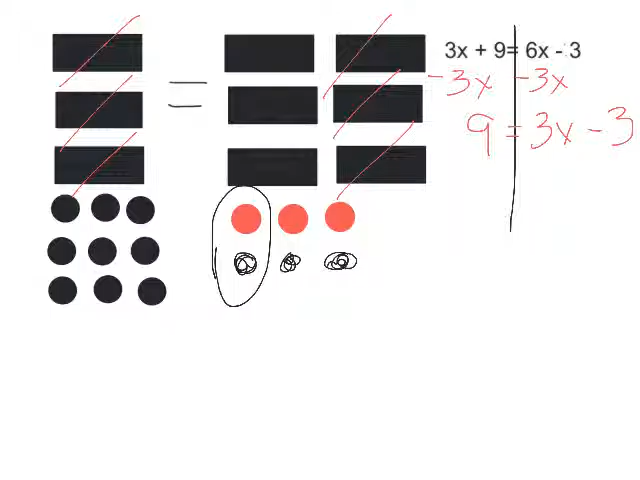 3x + 9= 6x - 3
-3x -3x
9 = 3x - 3
=